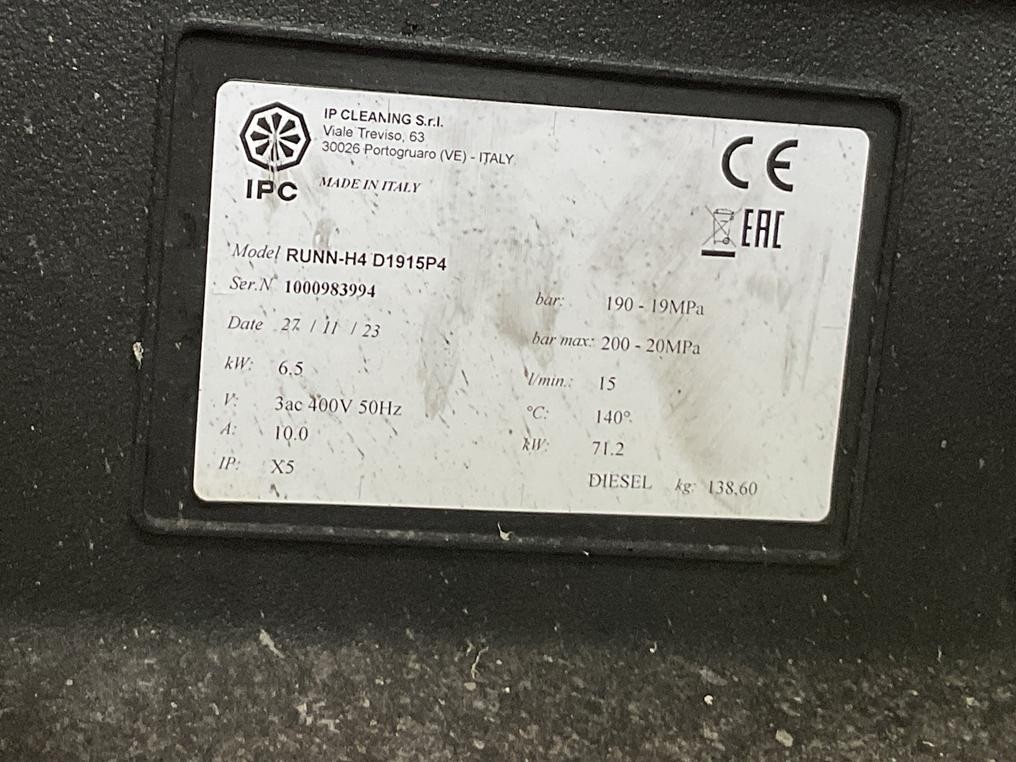 IP CLEANING S.r.l.
Viale Treviso, 63
30026 Portogruaro (VE) - ITALY
IPC
MADE IN ITALY
CE
EAC
Model RUNN-H4 D1915P4
Ser.N 1000983994
Date 27 / 11 / 23
kW: 6.5
V: 3ac 400V 50Hz
A: 10.0
IP: X5
bar: 190 - 19MPa
bar max: 200 - 20MPa
l/min.: 15
°C: 140°
kW: 71.2
DIESEL kg: 138,60